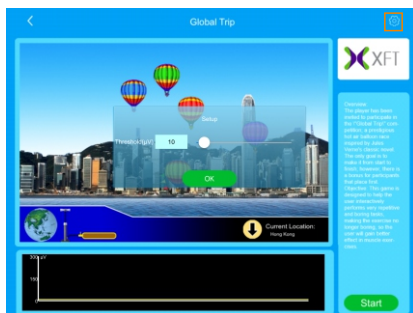 Global Trip
XFT
Setup
Threshold(μV)
10
OK
Current Location:
Hong Kong
300 μV
150
0
Overview
The player has been
invited to participate in
the \"Global Trip\" com-
petition, a prestigious
hot air balloon race
inspired by Jules
Verne's classic novel.
The only goal is to
make it from start to
finish; however, there is
a bonus for participants
that place first.
Objective: This game is
designed to help the
user interactively
performs very repetitive
and boring tasks,
making the exercise no
longer boring, so the
user will gain better
effect in muscle exer-
cises.
Start